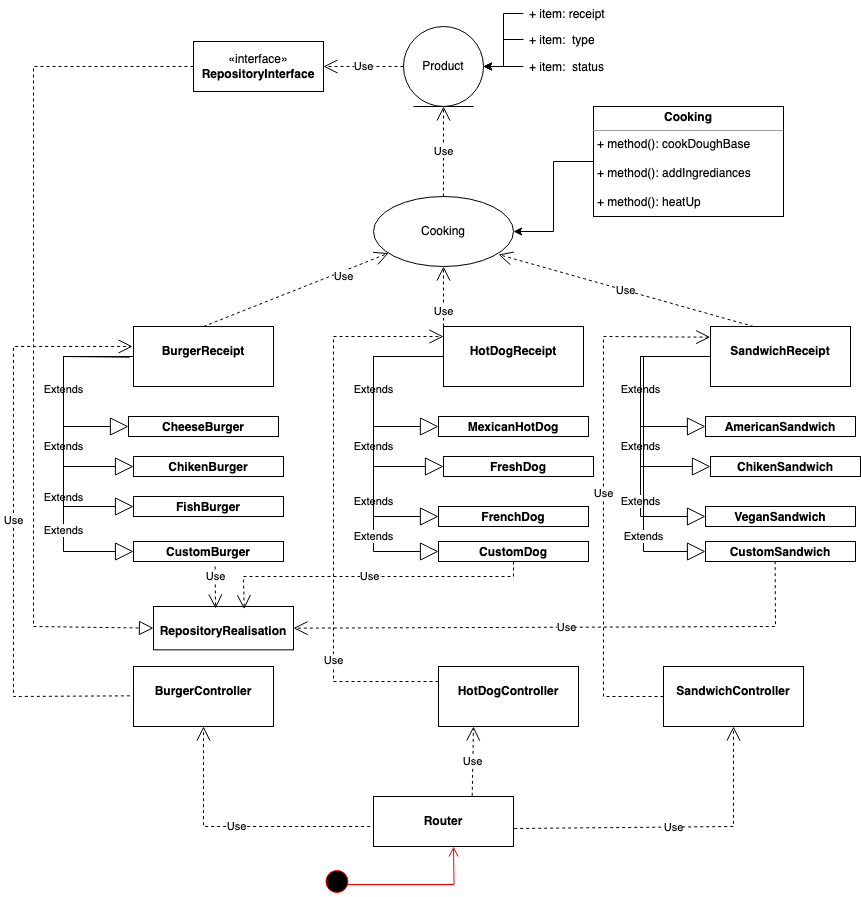 + item: receipt
+ item: type
+ item: status
«interface»
RepositoryInterface
Use
Product
Cooking
+ method(): cookDoughBase
+ method(): addIngrediances
+ method(): heatUp
Use
Cooking
Use
Use
Use
BurgerReceipt
HotDogReceipt
SandwichReceipt
Extends
Extends
Extends
CheeseBurger
MexicanHotDog
AmericanSandwich
Extends
Extends
Extends
ChikenBurger
FreshDog
ChikenSandwich
Extends
Extends
Extends
Use
FishBurger
FrenchDog
VeganSandwich
Use
Extends
Extends
Extends
CustomBurger
CustomDog
CustomSandwich
Use
Use
RepositoryRealisation
Use
Use
BurgerController
HotDogController
SandwichController
Use
Use
Router
Use